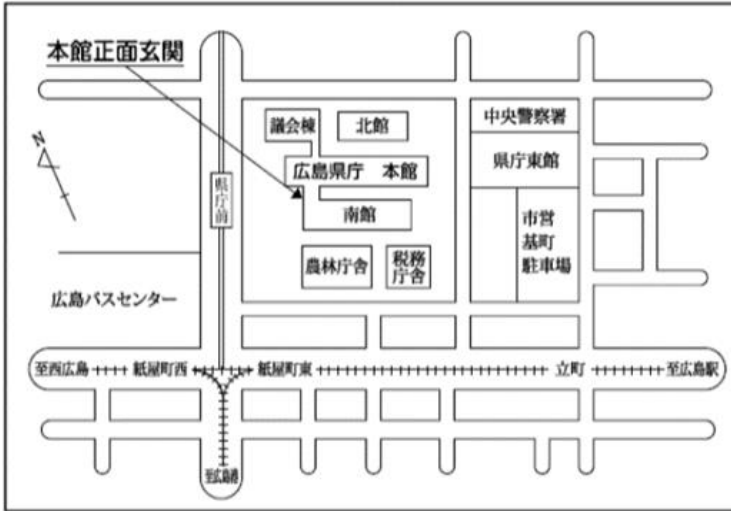 本館正面玄関
N
議会棟
北館
中央警察署
広島県庁 本館
県庁東館
県庁前
南館
市営
基町
駐車場
農林庁舎
税務
庁舎
広島バスセンター
至西広島
紙屋町西
紙屋町東
立町
至広島駅
至広島港